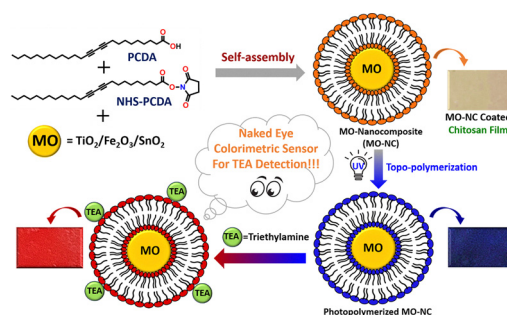 O
OH
PCDA
+
Self-assembly
O
O
N
O
O
NHS-PCDA
+
MO = TiO₂/Fe₂O₃/SnO₂
MO
MO-Nanocomposite
(MO-NC)
MO-NC Coated
Chitosan Film
Naked Eye
Colorimetric Sensor
For TEA Detection!!!
UV
Topo-polymerization
TEA
TEA
TEA
TEA
MO
TEA=Triethylamine
MO
Photopolymerized MO-NC